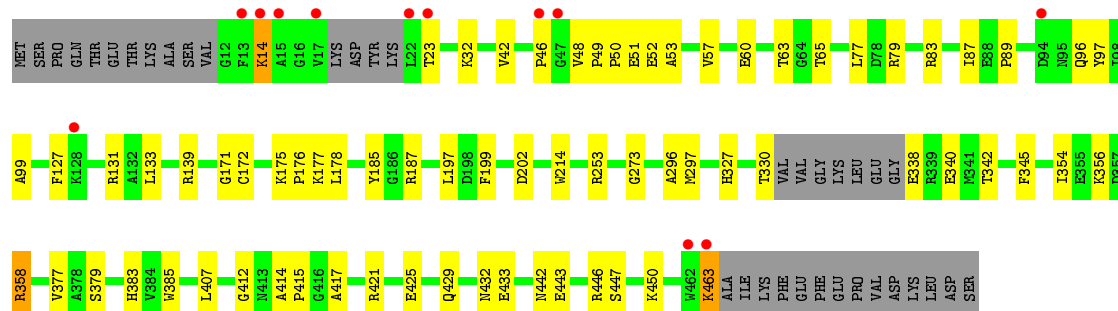 MET SER PRO GLN THR GLU THR LYS ALA SER VAL G12 F13 K14 A15 G16 V17 LYS ASP TYR LYS L22 T23 K32 V42 P46 G47 V48 P49 P50 E51 E52 A53 V57 E60 T63 G64 T65 L77 D78 R79 R83 I87 E88 P89 D94 N95 Q96 Y97 I98
A99 F127 K128 R131 A132 L133 R139 G171 C172 K175 P176 K177 L178 Y185 G186 R187 L197 D198 F199 D202 W214 R253 G273 A296 M297 H327 T330 VAL VAL GLY LYS LEU GLU GLY E338 R339 E340 M341 T342 F345 I354 E355 K356 D357
R358 V377 A378 S379 H383 V384 W385 L407 G412 N413 A414 P415 G416 A417 R421 E425 Q429 N432 E433 N442 E443 R446 S447 K450 W462 K463 ALA ILE LYS PHE GLU PHE GLU PRO VAL ASP LYS LEU ASP SER